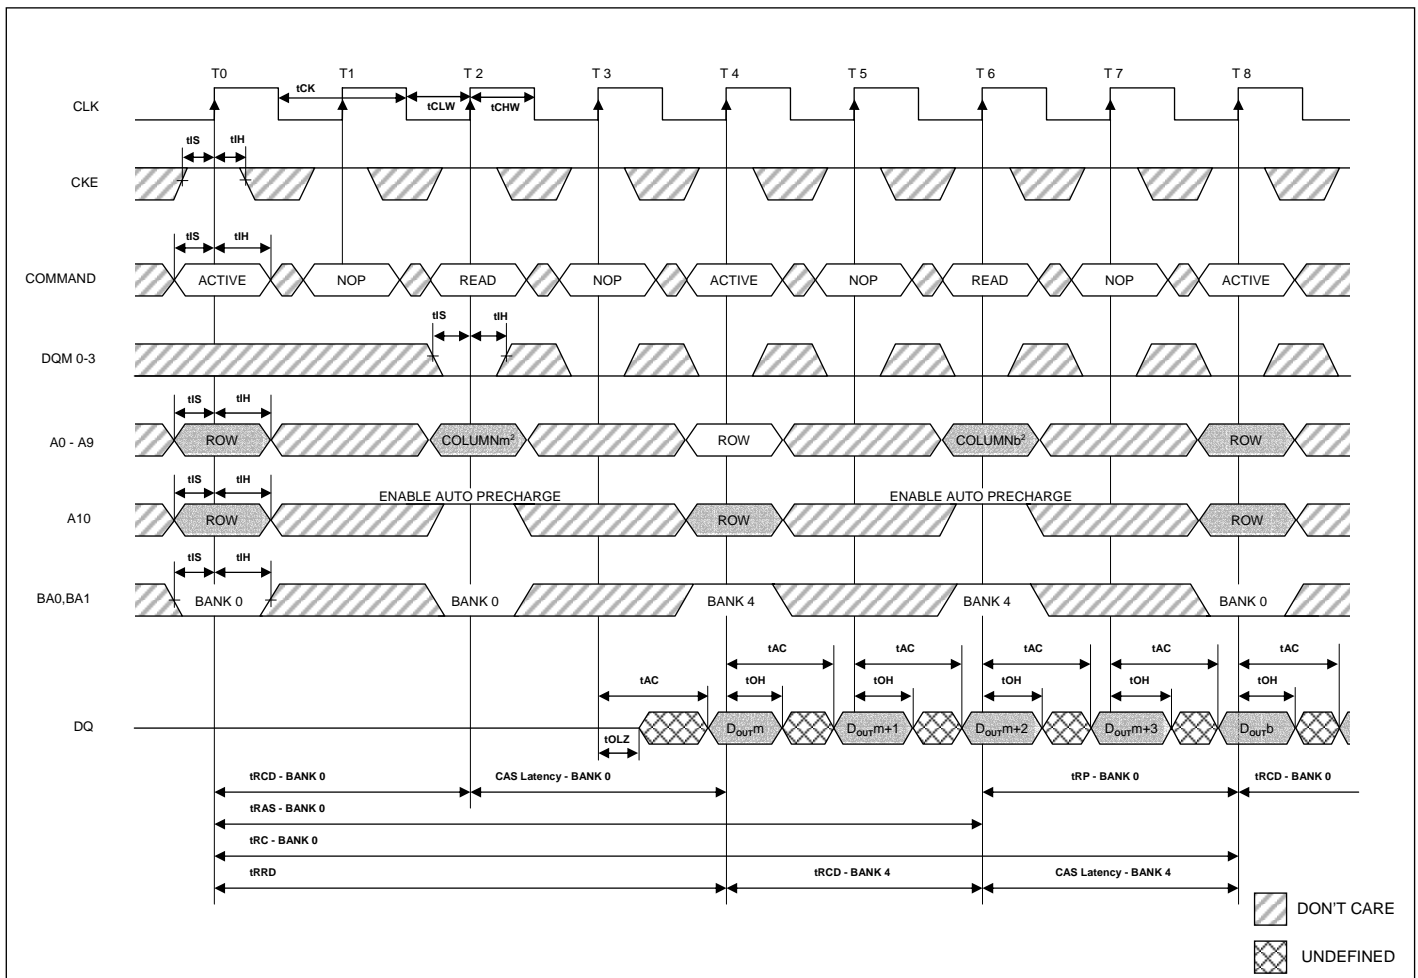 T0 T1 T 2 T 3 T 4 T 5 T 6 T 7 T 8
CLK tCK tCLW tCHW
tIS tIH
CKE
tIS tIH
COMMAND ACTIVE NOP READ NOP ACTIVE NOP READ NOP ACTIVE
tIS tIH
DQM 0-3
tIS tIH
A0 - A9 ROW COLUMNm² ROW COLUMNb² ROW
tIS tIH ENABLE AUTO PRECHARGE ENABLE AUTO PRECHARGE
A10 ROW ROW ROW
tIS tIH
BA0,BA1 BANK 0 BANK 0 BANK 4 BANK 4 BANK 0
tAC tAC tAC tAC tAC
tAC tOH tOH tOH tOH tOH
DQ DOUTm DOUTm+1 DOUTm+2 DOUTm+3 DOUTb
tOLZ
tRCD - BANK 0 CAS Latency - BANK 0 tRP - BANK 0 tRCD - BANK 0
tRAS - BANK 0
tRC - BANK 0
tRRD tRCD - BANK 4 CAS Latency - BANK 4
DON'T CARE
UNDEFINED